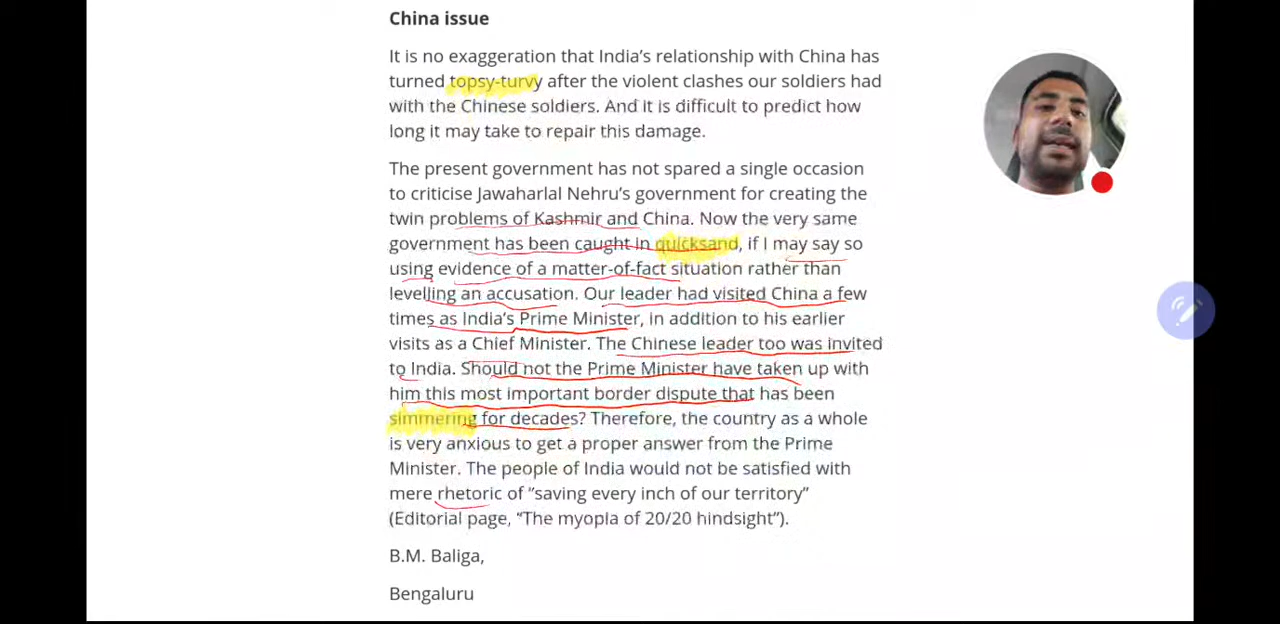 China issue
It is no exaggeration that India's relationship with China has
turned topsy-turvy after the violent clashes our soldiers had
with the Chinese soldiers. And it is difficult to predict how
long it may take to repair this damage.
The present government has not spared a single occasion
to criticise Jawaharlal Nehru's government for creating the
twin problems of Kashmir and China. Now the very same
government has been caught in quicksand, if I may say so
using evidence of a matter-of-fact situation rather than
levelling an accusation. Our leader had visited China a few
times as India's Prime Minister, in addition to his earlier
visits as a Chief Minister. The Chinese leader too was invited
to India. Should not the Prime Minister have taken up with
him this most important border dispute that has been
simmering for decades? Therefore, the country as a whole
is very anxious to get a proper answer from the Prime
Minister. The people of India would not be satisfied with
mere rhetoric of "saving every inch of our territory"
(Editorial page, "The myopia of 20/20 hindsight").
B.M. Baliga,
Bengaluru